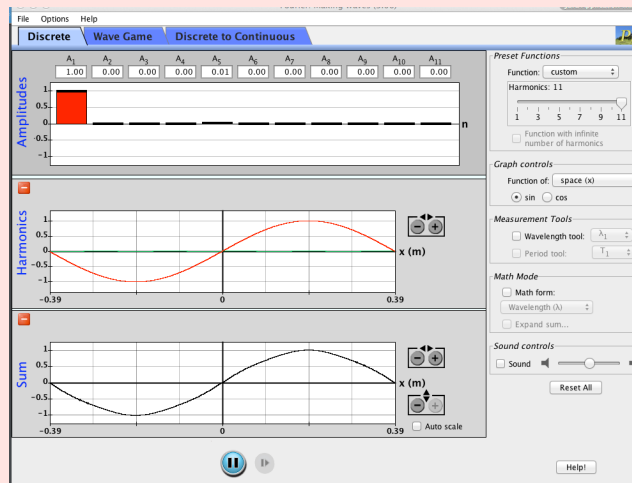 File Options Help
Discrete Wave Game Discrete to Continuous
Amplitudes
A1 A2 A3 A4 A5 A6 A7 A8 A9 A10 A11
1.00 0.00 0.00 0.00 0.01 0.00 0.00 0.00 0.00 0.00 0.00
1
0.5
0
-0.5
-1
n
Harmonics
1
0.5
0
-0.5
-1
x (m)
-0.39 0 0.39
Sum
1
0.5
0
-0.5
-1
x (m)
-0.39 0 0.39
Auto scale
Preset Functions
Function: custom
Harmonics: 11
1 3 5 7 9 11
Function with infinite
number of harmonics
Graph controls
Function of: space (x)
sin cos
Measurement Tools
Wavelength tool: λ1
Period tool: T1
Math Mode
Math form:
Wavelength (λ)
Expand sum...
Sound controls
Sound
Reset All
Help!